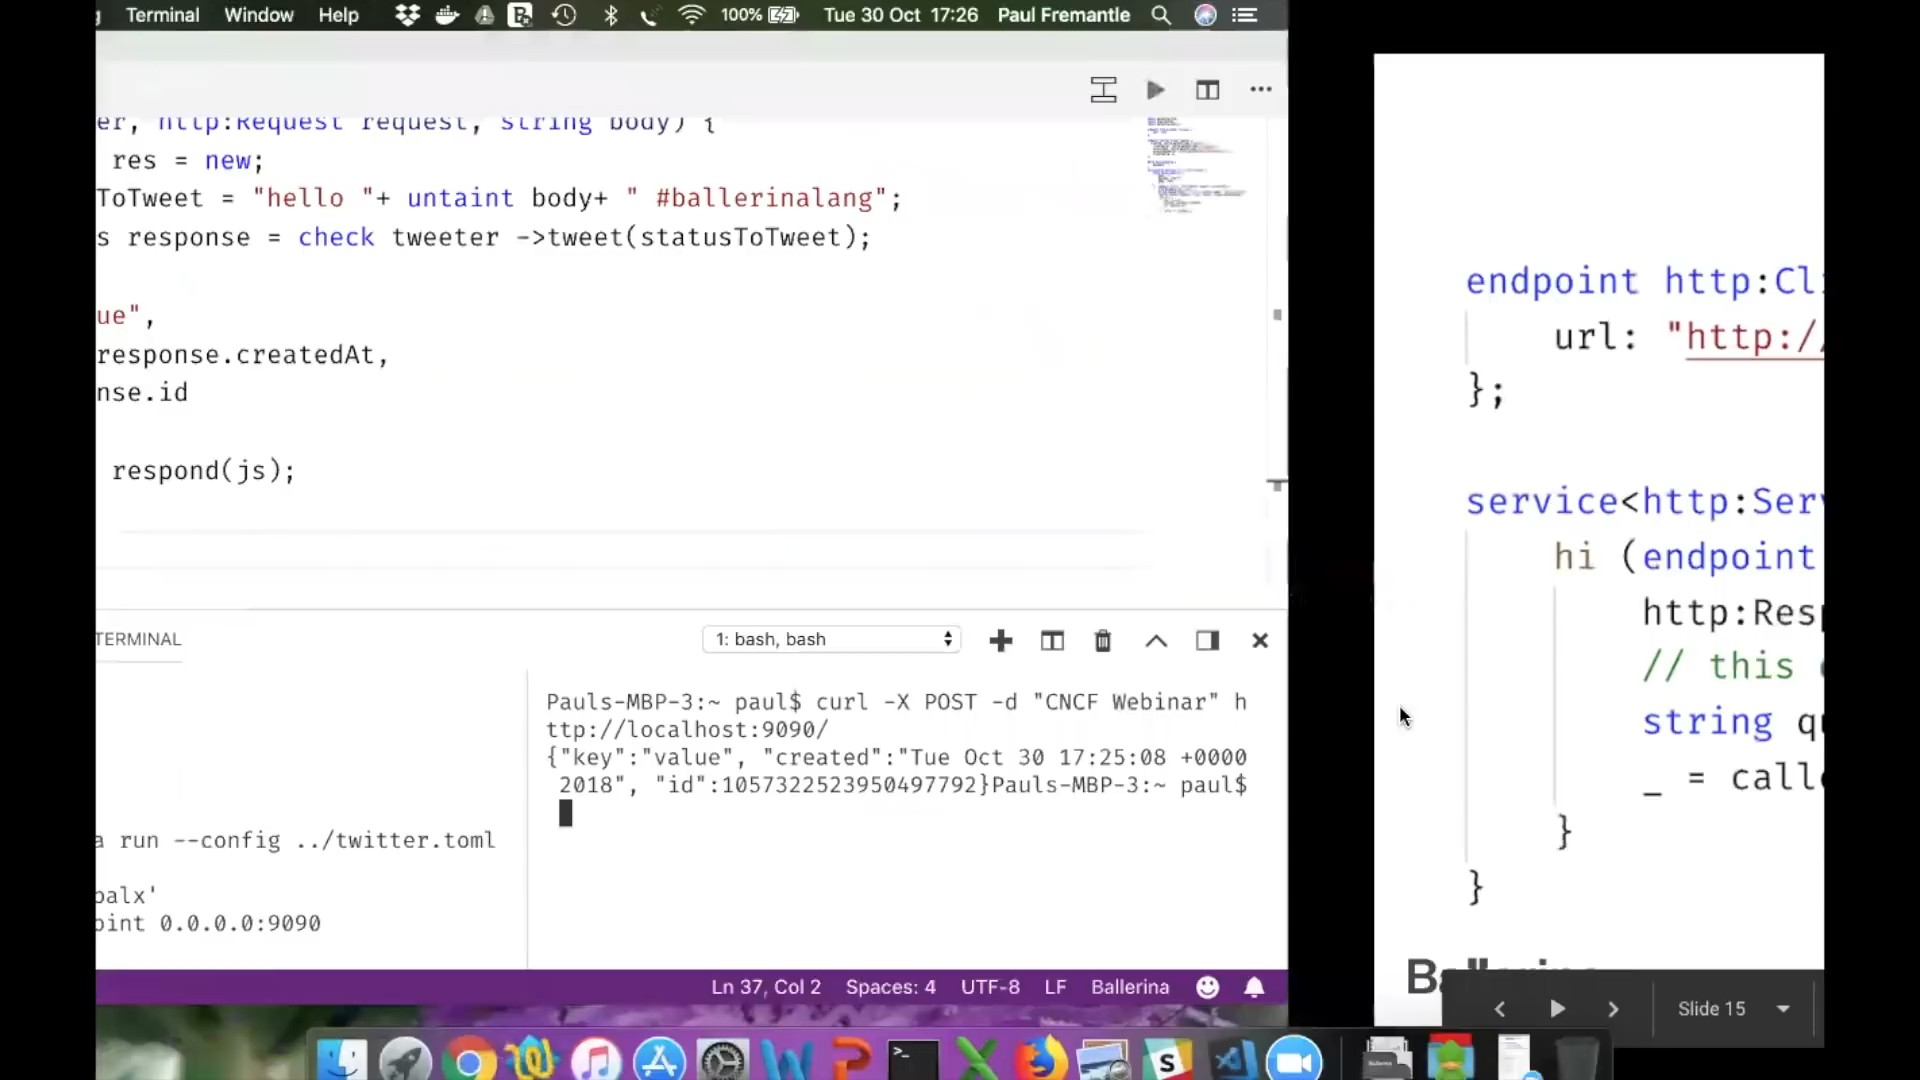 Terminal Window Help 100% Tue 30 Oct 17:26 Paul Fremantle
er, http:Request request, string body) {
res = new;
ToTweet = "hello "+ untaint body+ " #ballerinalang";
s response = check tweeter ->tweet(statusToTweet);
ue",
response.createdAt,
nse.id
respond(js);
TERMINAL
1: bash, bash
a run --config ../twitter.toml
balx'
oint 0.0.0.0:9090
Pauls-MBP-3:~ paul$ curl -X POST -d "CNCF Webinar" h
ttp://localhost:9090/
{"key":"value", "created":"Tue Oct 30 17:25:08 +0000
2018", "id":1057322523950497792}Pauls-MBP-3:~ paul$
Ln 37, Col 2 Spaces: 4 UTF-8 LF Ballerina
endpoint http:Cli
url: "http://
};
service<http:Serv
hi (endpoint
http:Resp
// this
string qu
_ = calle
}
}
Slide 15